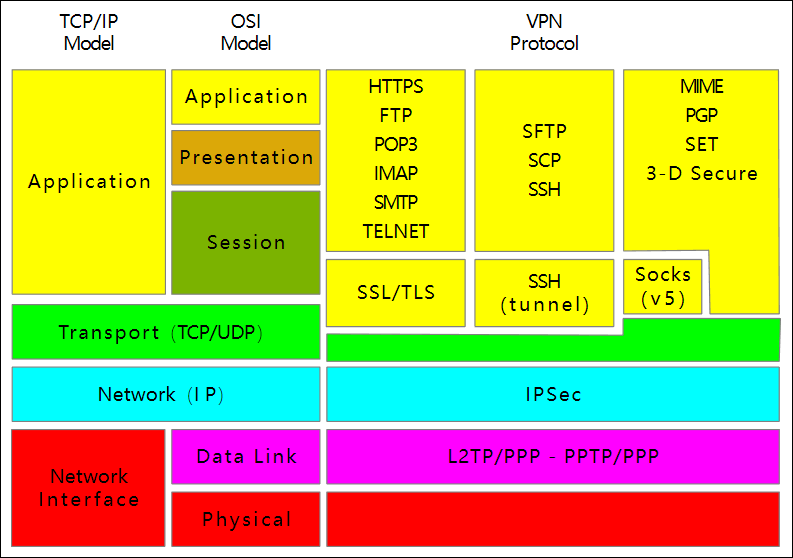 TCP/IP
Model
OSI
Model
VPN
Protocol
Application
Application
Presentation
Session
HTTPS
FTP
POP3
IMAP
SMTP
TELNET
SFTP
SCP
SSH
MIME
PGP
SET
3-D Secure
SSL/TLS
SSH
(tunnel)
Socks
(v5)
Transport (TCP/UDP)
Network (IP)
IPSec
Network
Interface
Data Link
L2TP/PPP - PPTP/PPP
Physical